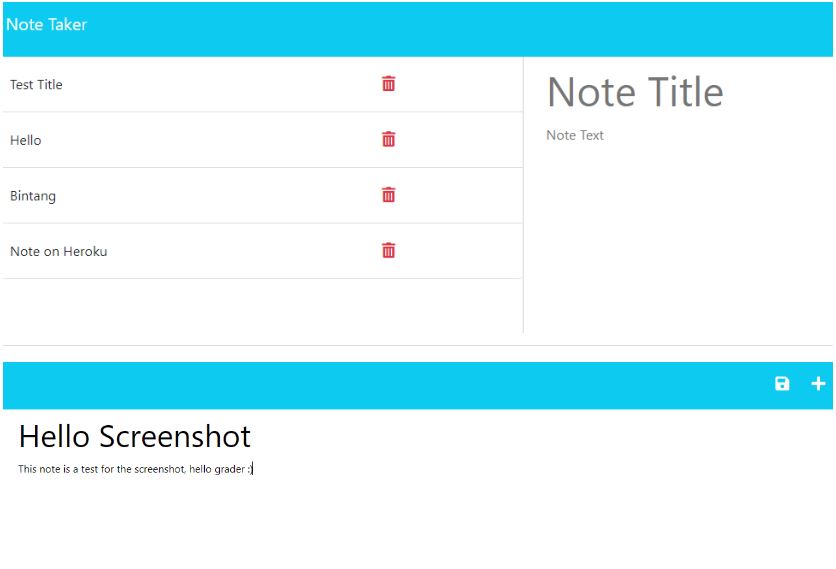 Note Taker
Test Title
Hello
Bintang
Note on Heroku
Note Title
Note Text
Hello Screenshot
This note is a test for the screenshot, hello grader :)